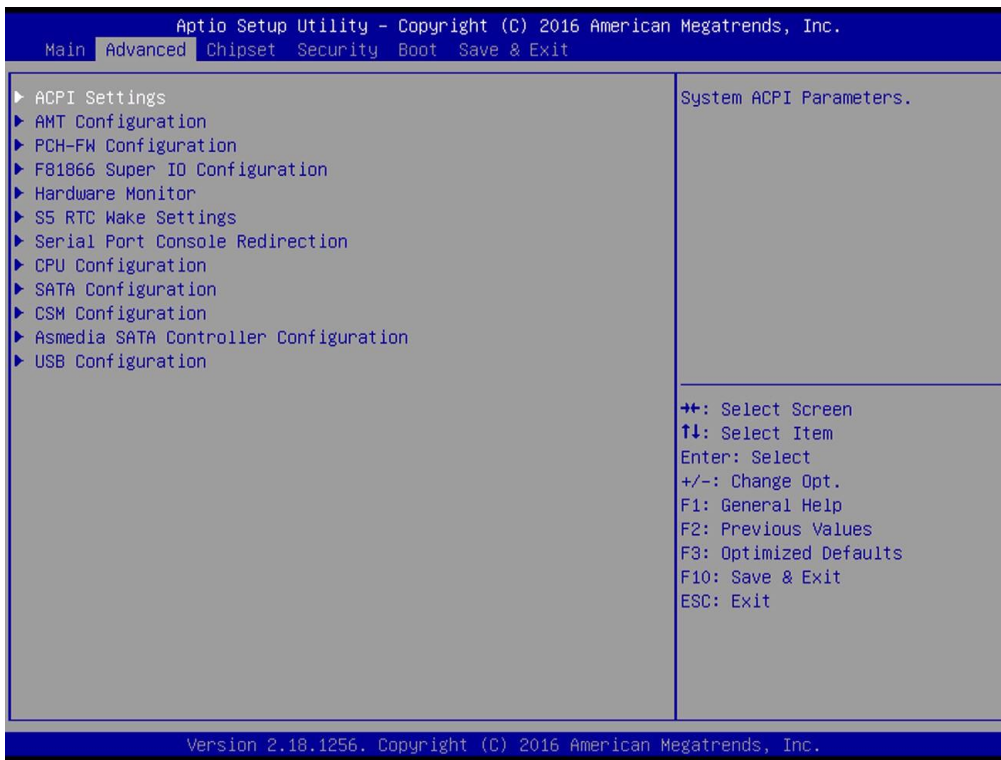 Aptio Setup Utility – Copyright (C) 2016 American Megatrends, Inc.
Main Advanced Chipset Security Boot Save & Exit
▶ ACPI Settings
▶ AMT Configuration
▶ PCH-FW Configuration
▶ F81866 Super IO Configuration
▶ Hardware Monitor
▶ S5 RTC Wake Settings
▶ Serial Port Console Redirection
▶ CPU Configuration
▶ SATA Configuration
▶ CSM Configuration
▶ Asmedia SATA Controller Configuration
▶ USB Configuration
System ACPI Parameters.
→←: Select Screen
↑↓: Select Item
Enter: Select
+/-: Change Opt.
F1: General Help
F2: Previous Values
F3: Optimized Defaults
F10: Save & Exit
ESC: Exit
Version 2.18.1256. Copyright (C) 2016 American Megatrends, Inc.